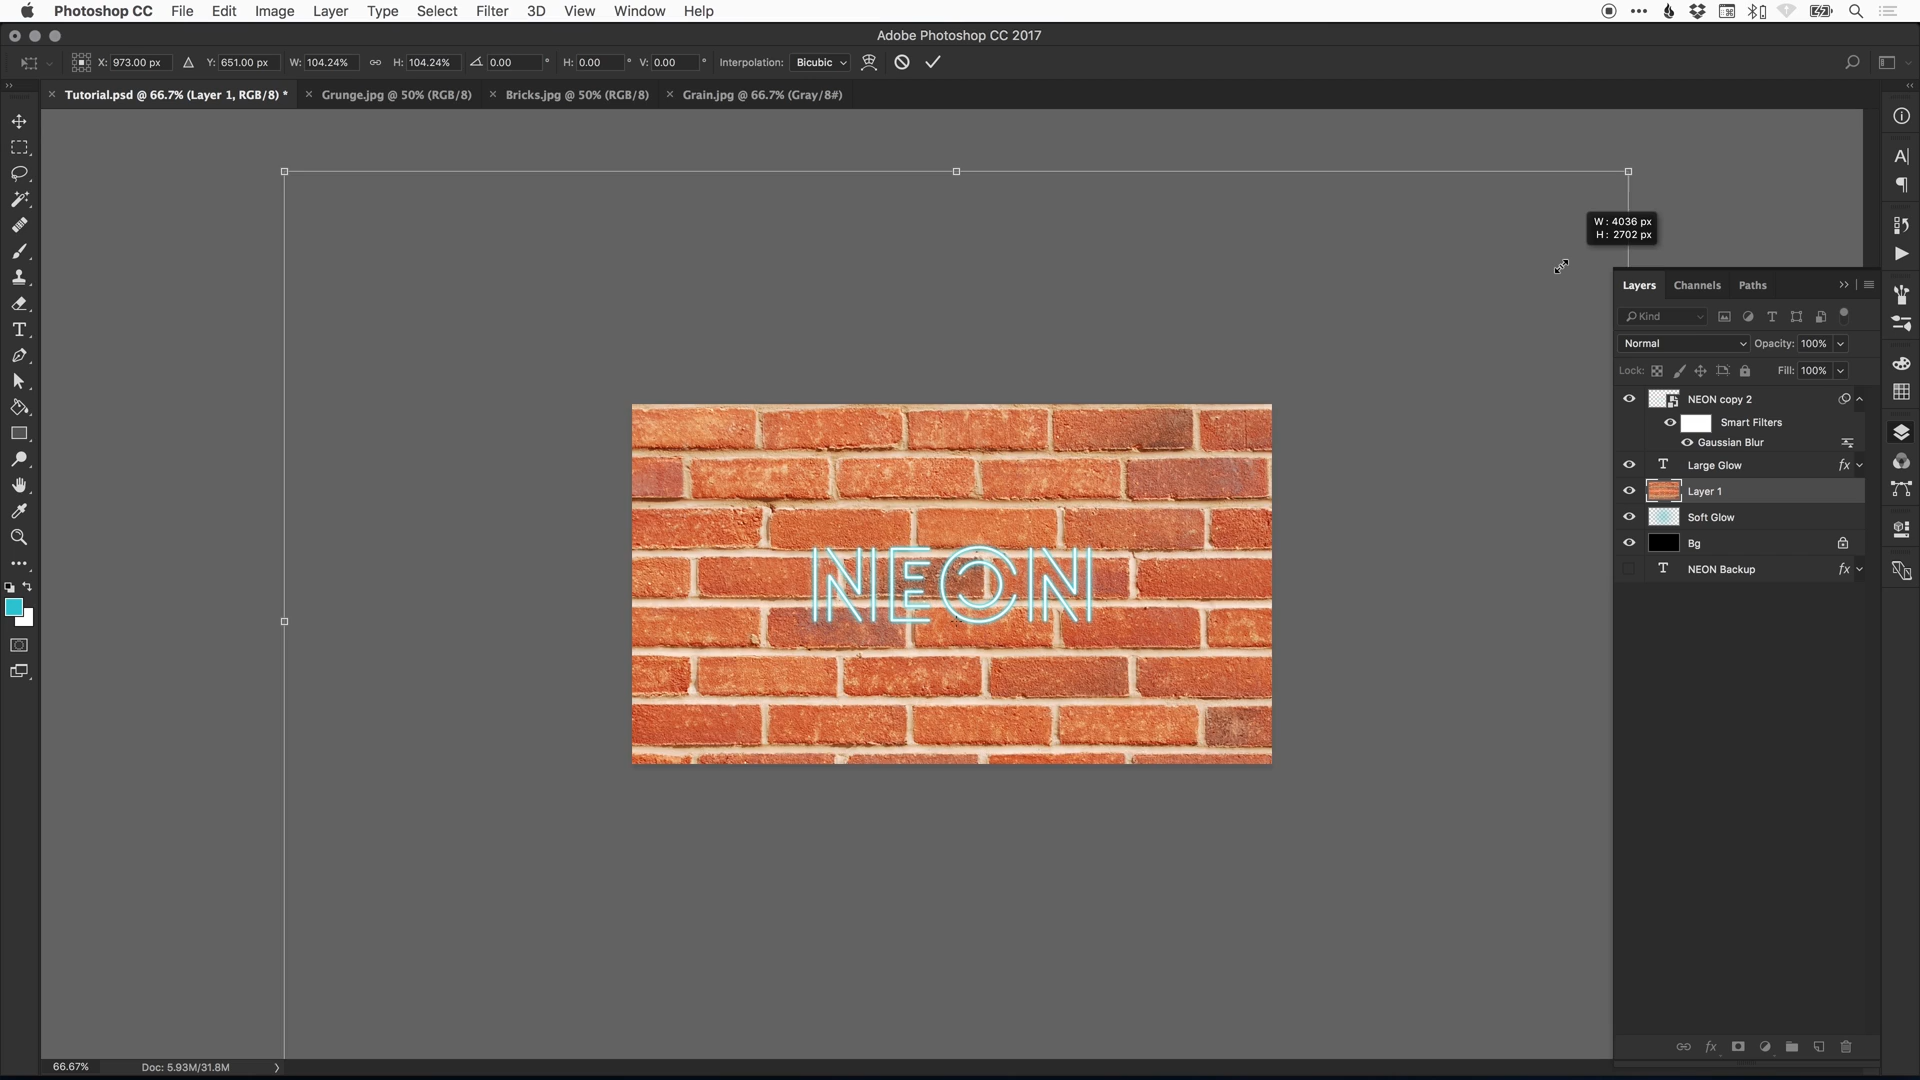 Photoshop CC File Edit Image Layer Type Select Filter 3D View Window Help
Adobe Photoshop CC 2017
X: 973.00 px Y: 651.00 px W: 104.24% H: 104.24% 0.00 ° H: 0.00 ° V: 0.00 ° Interpolation: Bicubic
Tutorial.psd @ 66.7% (Layer 1, RGB/8) * Grunge.jpg @ 50% (RGB/8) Bricks.jpg @ 50% (RGB/8) Grain.jpg @ 66.7% (Gray/8#)
W : 4036 px
H : 2702 px
Layers Channels Paths
Kind
Normal Opacity: 100%
Lock: Fill: 100%
NEON copy 2
Smart Filters
Gaussian Blur
Large Glow fx
Layer 1
Soft Glow
Bg
NEON Backup fx
NEON
66.67% Doc: 5.93M/31.8M
fx